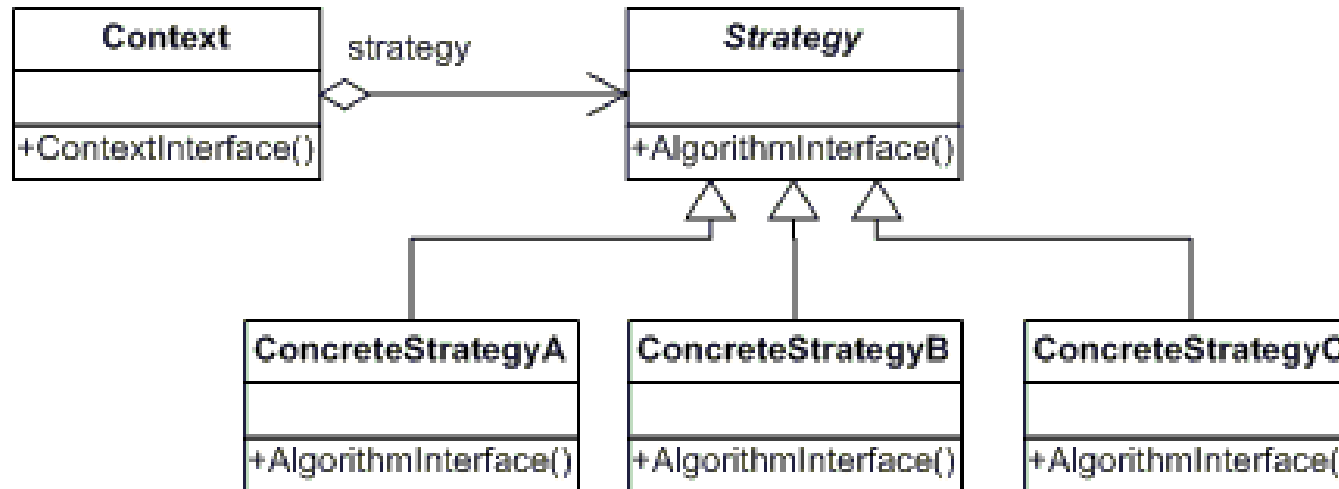 Context
strategy
Strategy
+ContextInterface()
+AlgorithmInterface()
ConcreteStrategyA
ConcreteStrategyB
ConcreteStrategyC
+AlgorithmInterface()
+AlgorithmInterface()
+AlgorithmInterface(